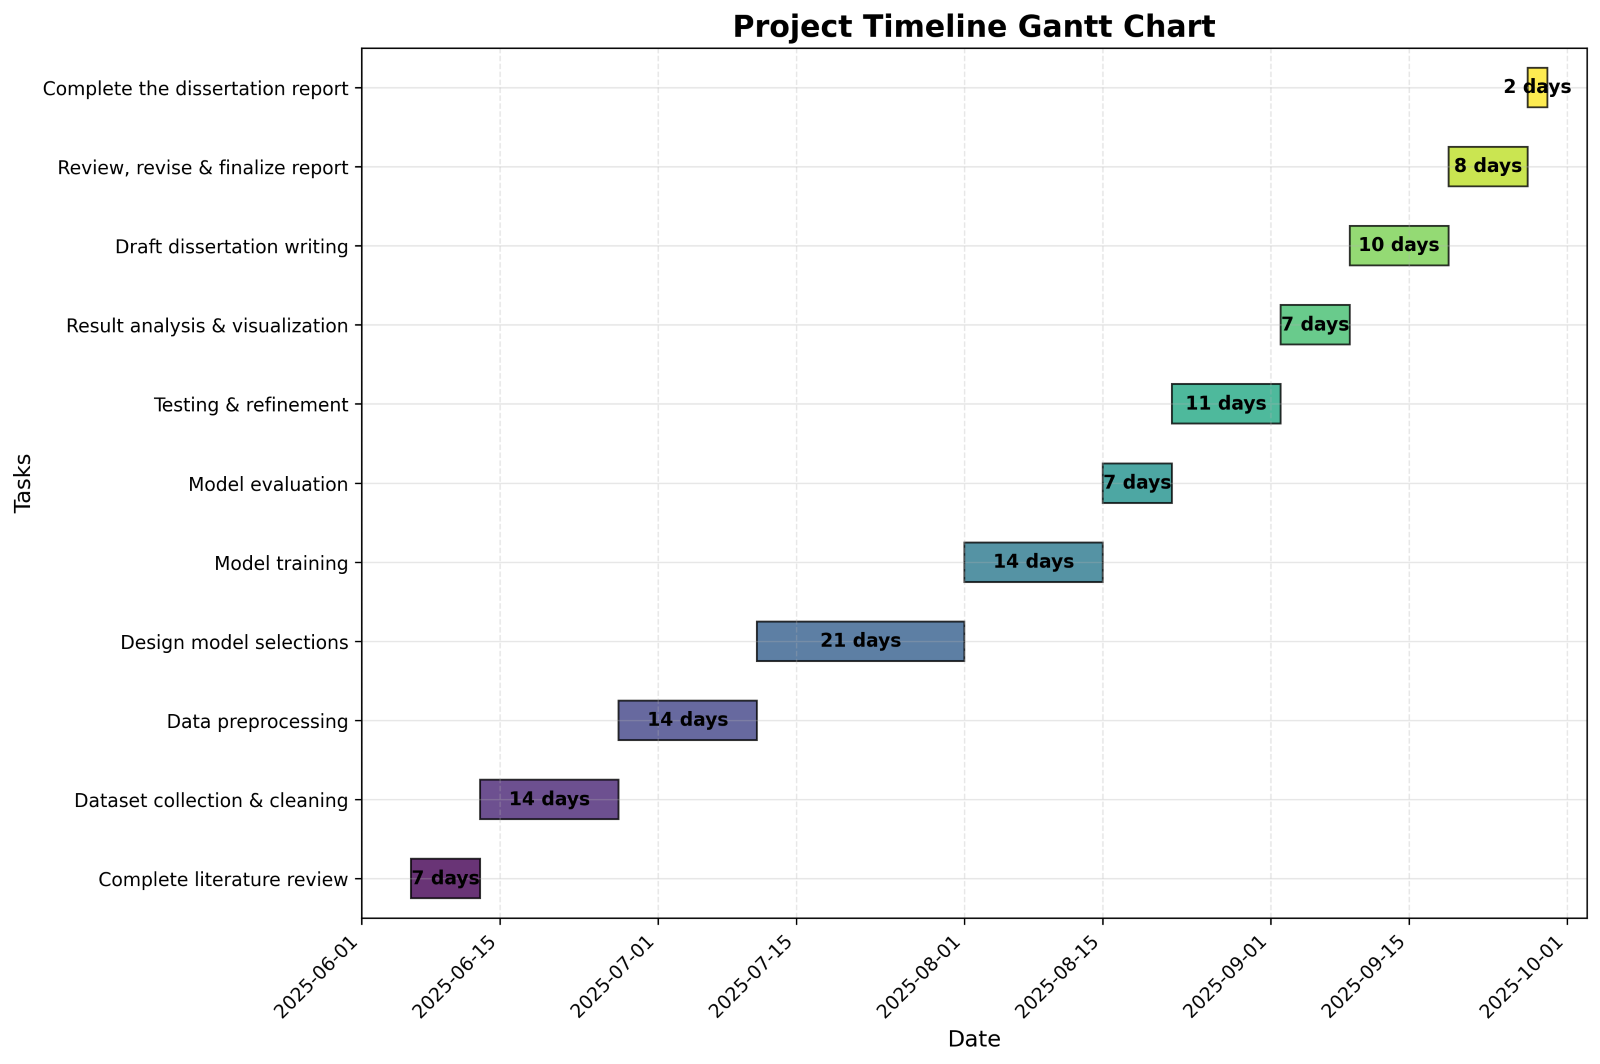 Project Timeline Gantt Chart
Complete the dissertation report
2 days
Review, revise & finalize report
8 days
Draft dissertation writing
10 days
Result analysis & visualization
7 days
Testing & refinement
11 days
Model evaluation
7 days
Model training
14 days
Design model selections
21 days
Data preprocessing
14 days
Dataset collection & cleaning
14 days
Complete literature review
7 days
Tasks
2025-06-01
2025-06-15
2025-07-01
2025-07-15
2025-08-01
2025-08-15
2025-09-01
2025-09-15
2025-10-01
Date